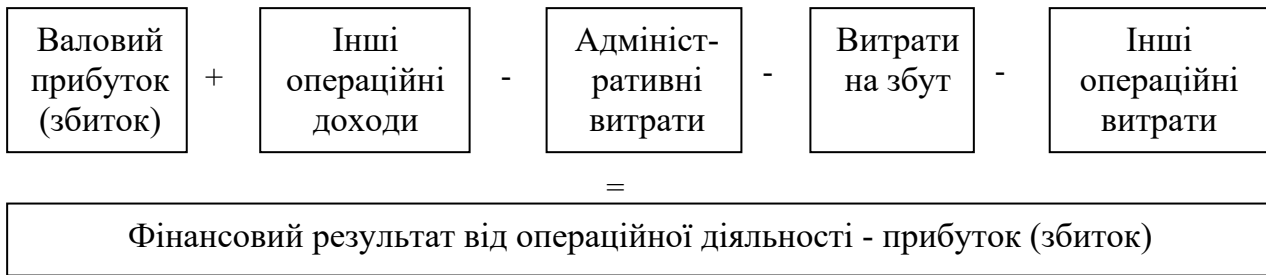 Валовий
прибуток
(збиток)
+
Інші
операційні
доходи
-
Адмініст-
ративні
витрати
-
Витрати
на збут
-
Інші
операційні
витрати
=
Фінансовий результат від операційної діяльності - прибуток (збиток)